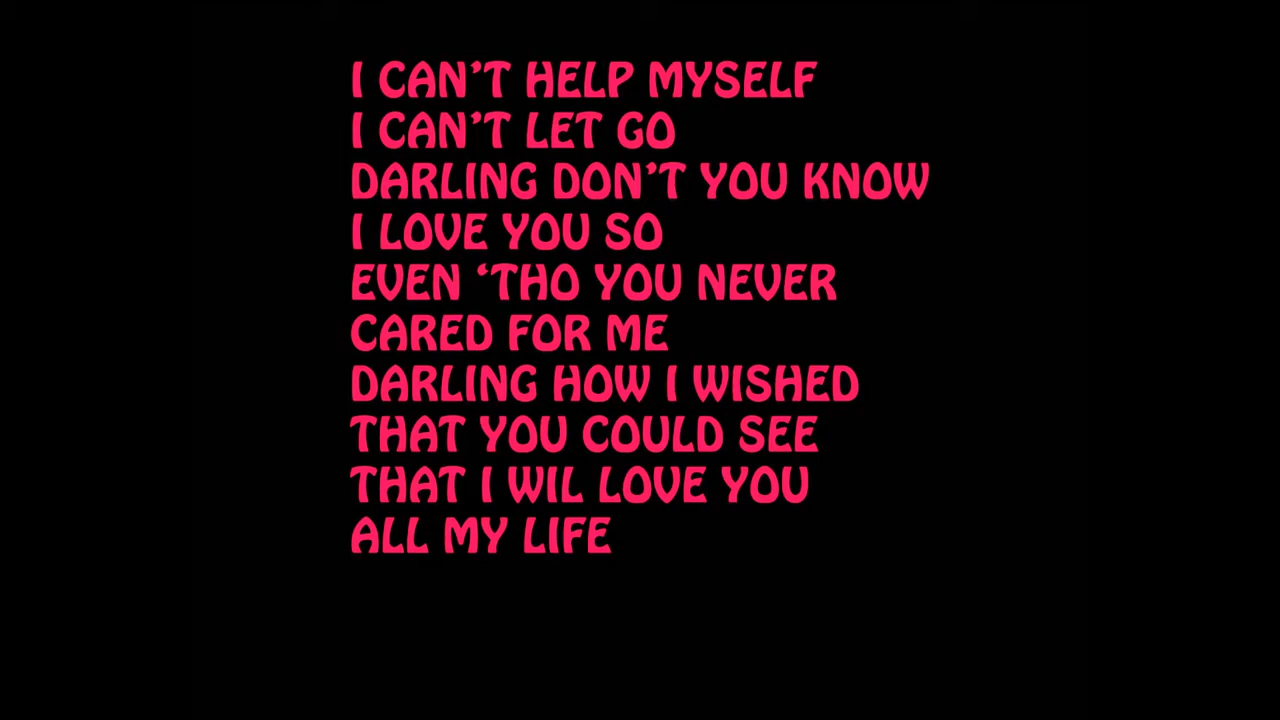 I CAN’T HELP MYSELF
I CAN’T LET GO
DARLING DON’T YOU KNOW
I LOVE YOU SO
EVEN ‘THO YOU NEVER
CARED FOR ME
DARLING HOW I WISHED
THAT YOU COULD SEE
THAT I WIL LOVE YOU
ALL MY LIFE